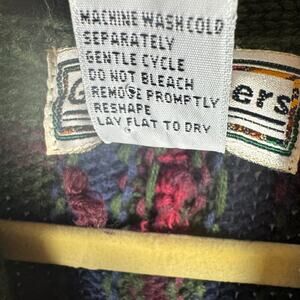 MACHINE WASH COLD
SEPARATELY
GENTLE CYCLE
DO NOT BLEACH
REMOVE PROMPTLY
RESHAPE
LAY FLAT TO DRY